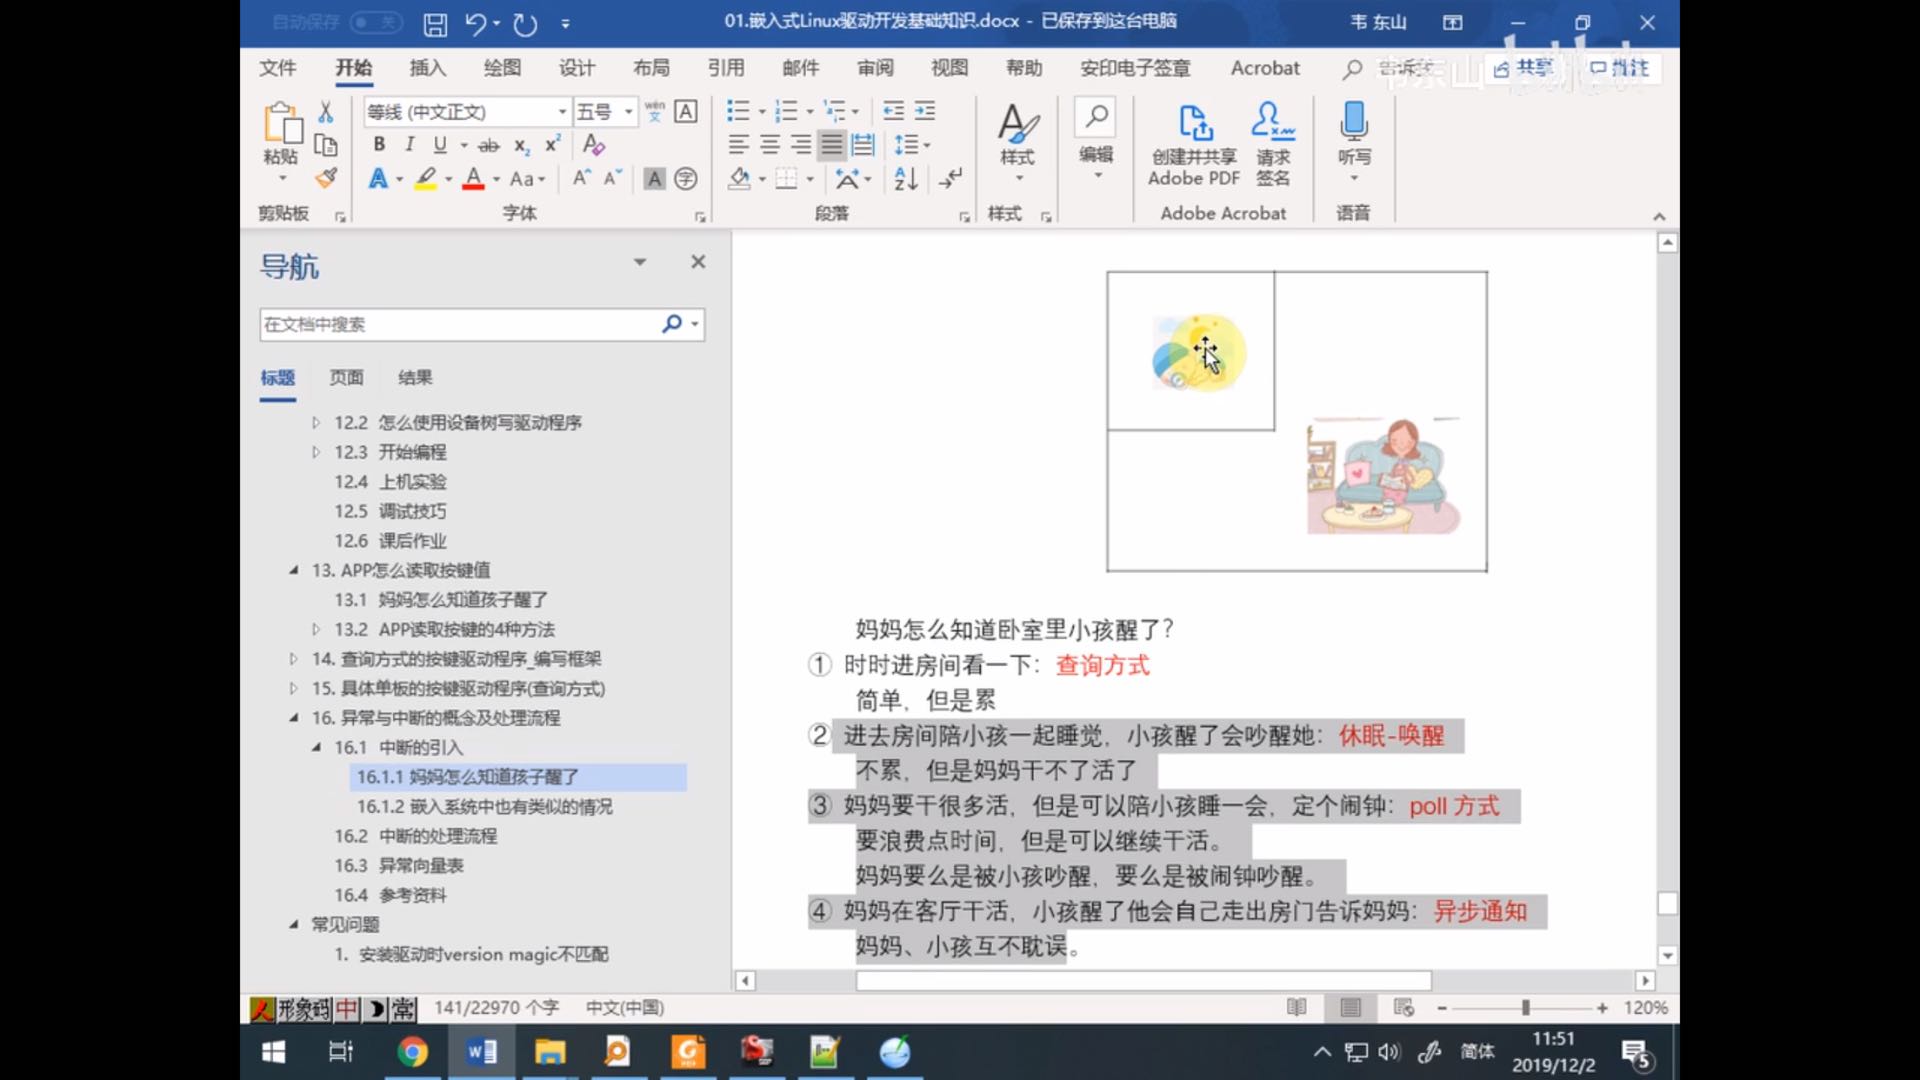 自动保存 关
01.嵌入式Linux驱动开发基础知识.docx - 已保存到这台电脑
韦 东山
文件 开始 插入 绘图 设计 布局 引用 邮件 审阅 视图 帮助 安印电子签章 Acrobat
共享 批注
等线 (中文正文) 五号 wén 文 A
粘贴
B I U ab x₂ x² A
A A Aa A A A 字
样式
编辑
创建并共享 Adobe PDF
请求签名
听写
剪贴板 字体 段落 样式 Adobe Acrobat 语音
导航
在文档中搜索
标题 页面 结果
12.2 怎么使用设备树写驱动程序
12.3 开始编程
12.4 上机实验
12.5 调试技巧
12.6 课后作业
13. APP怎么读取按键值
13.1 妈妈怎么知道孩子醒了
13.2 APP读取按键的4种方法
14. 查询方式的按键驱动程序_编写框架
15. 具体单板的按键驱动程序(查询方式)
16. 异常与中断的概念及处理流程
16.1 中断的引入
16.1.1 妈妈怎么知道孩子醒了
16.1.2 嵌入系统中也有类似的情况
16.2 中断的处理流程
16.3 异常向量表
16.4 参考资料
常见问题
1. 安装驱动时version magic不匹配
妈妈怎么知道卧室里小孩醒了？
① 时时进房间看一下：查询方式
简单，但是累
② 进去房间陪小孩一起睡觉，小孩醒了会吵醒她：休眠-唤醒
不累，但是妈妈干不了活了
③ 妈妈要干很多活，但是可以陪小孩睡一会，定个闹钟：poll 方式
要浪费点时间，但是可以继续干活。
妈妈要么是被小孩吵醒，要么是被闹钟吵醒。
④ 妈妈在客厅干活，小孩醒了他会自己走出房门告诉妈妈：异步通知
妈妈、小孩互不耽误。
形象码 中 常 141/22970 个字 中文(中国)
120%
简体
11:51
2019/12/2
5